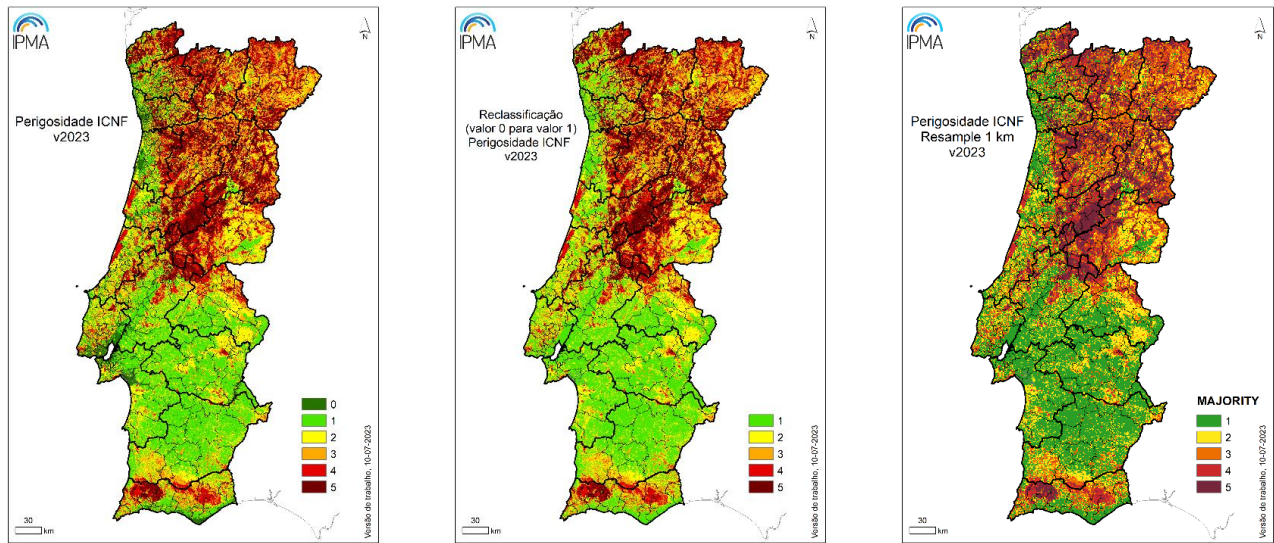 IPMA
N
Perigosidade ICNF
v2023
0
1
2
3
4
5
30
km
Versão de trabalho, 10-07-2023
IPMA
N
Reclassificação
(valor 0 para valor 1)
Perigosidade ICNF
v2023
1
2
3
4
5
30
km
Versão de trabalho, 10-07-2023
IPMA
N
Perigosidade ICNF
Resample 1 km
v2023
MAJORITY
1
2
3
4
5
30
km
Versão de trabalho, 10-07-2023